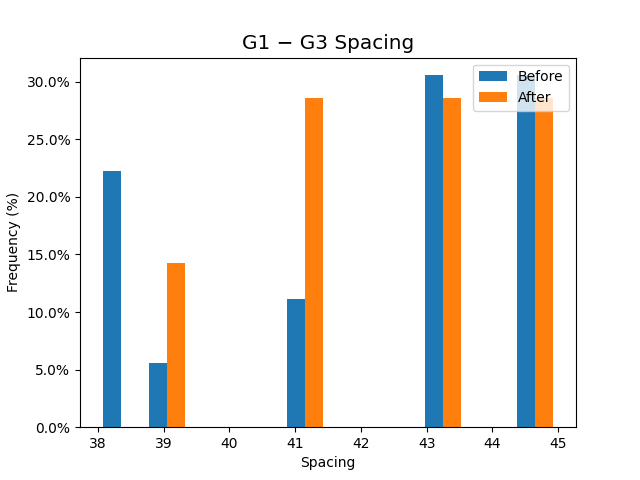 G1 − G3 Spacing
Before
After
30.0%
25.0%
20.0%
15.0%
10.0%
5.0%
0.0%
Frequency (%)
38 39 40 41 42 43 44 45
Spacing